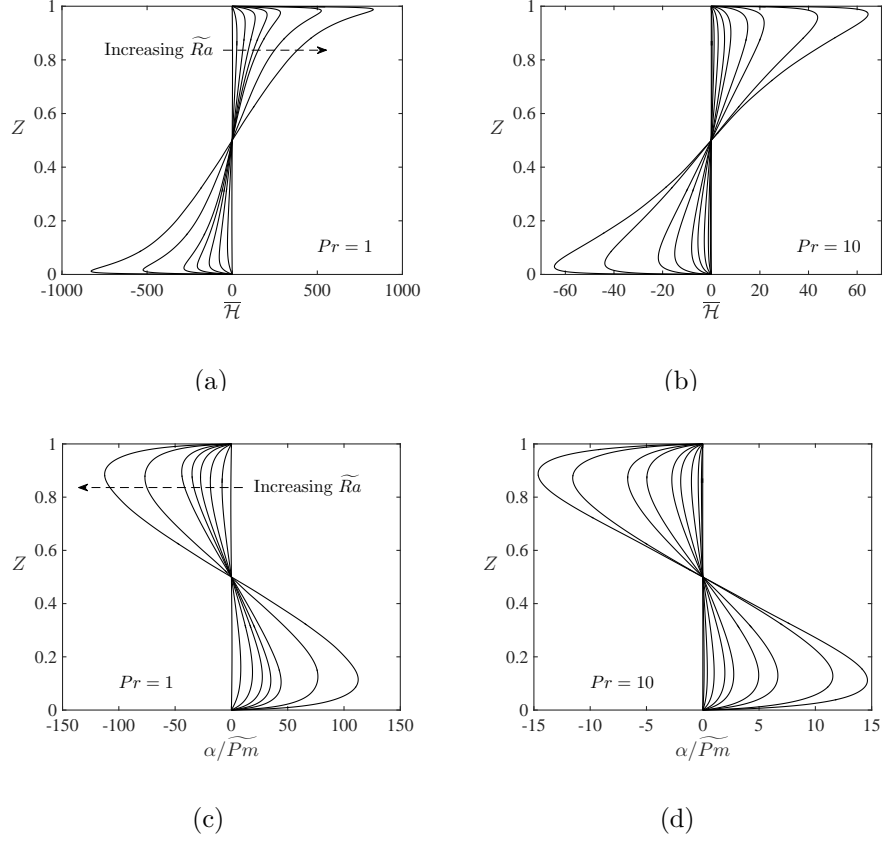 1
0.8
0.6
Z
0.4
0.2
0
Increasing R̃a
Pr = 1
-1000 -500 0 500 1000
H̅
(a)
1
0.8
0.6
Z
0.4
0.2
0
Pr = 10
-60 -40 -20 0 20 40 60
H̅
(b)
1
0.8
0.6
Z
0.4
0.2
0
Increasing R̃a
Pr = 1
-150 -100 -50 0 50 100 150
α/P̃m
(c)
1
0.8
0.6
Z
0.4
0.2
0
Pr = 10
-15 -10 -5 0 5 10 15
α/P̃m
(d)